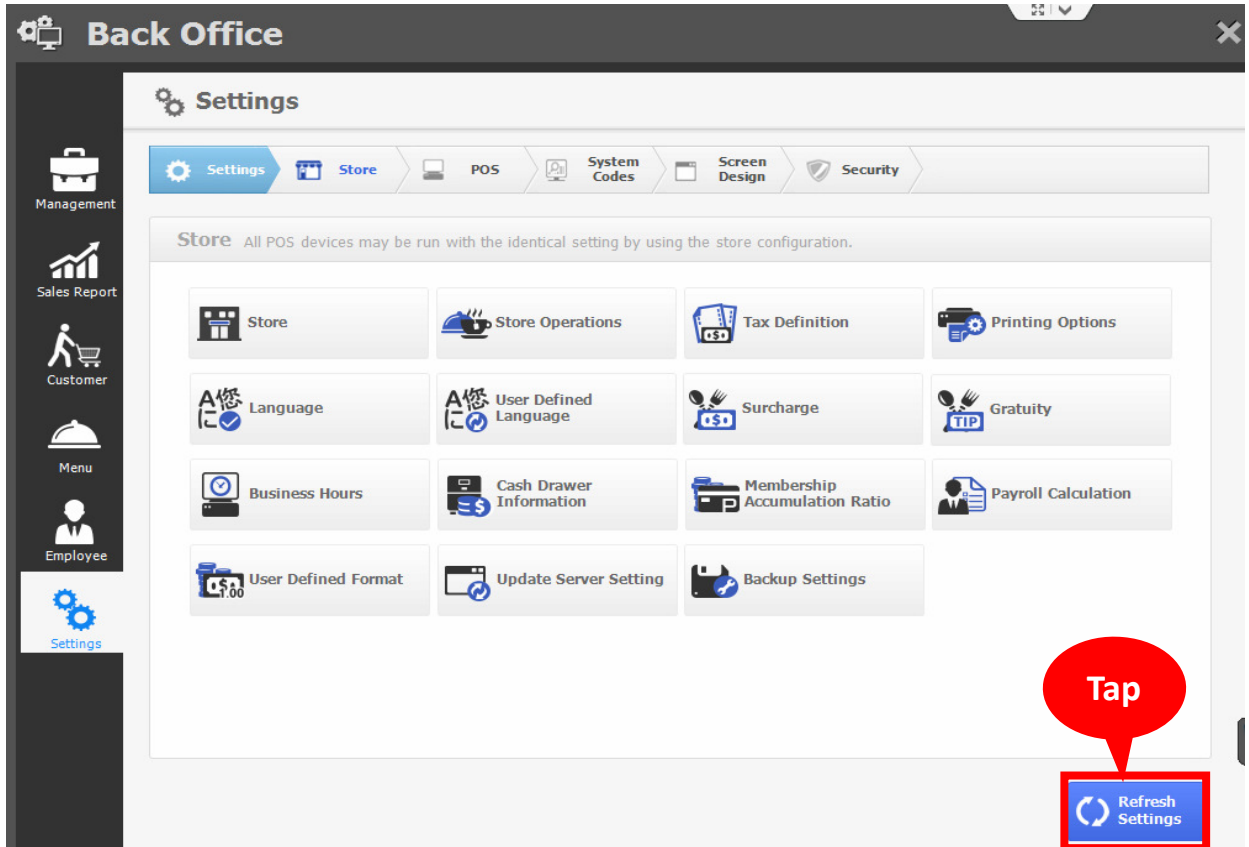 Back Office
Settings
Management
Sales Report
Customer
Menu
Employee
Settings
Settings
Store
POS
System
Codes
Screen
Design
Security
Store All POS devices may be run with the identical setting by using the store configuration.
Store
Store Operations
Tax Definition
Printing Options
Language
User Defined
Language
Surcharge
Gratuity
TIP
Business Hours
Cash Drawer
Information
Membership
Accumulation Ratio
Payroll Calculation
User Defined Format
Update Server Setting
Backup Settings
Tap
Refresh
Settings